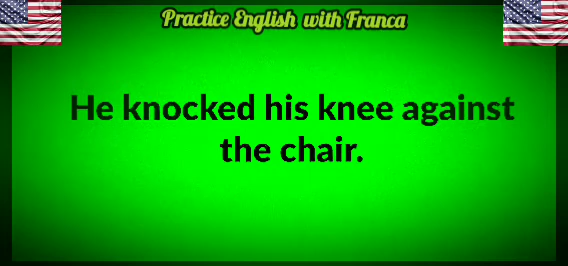 Practice English with Franca
He knocked his knee against
the chair.